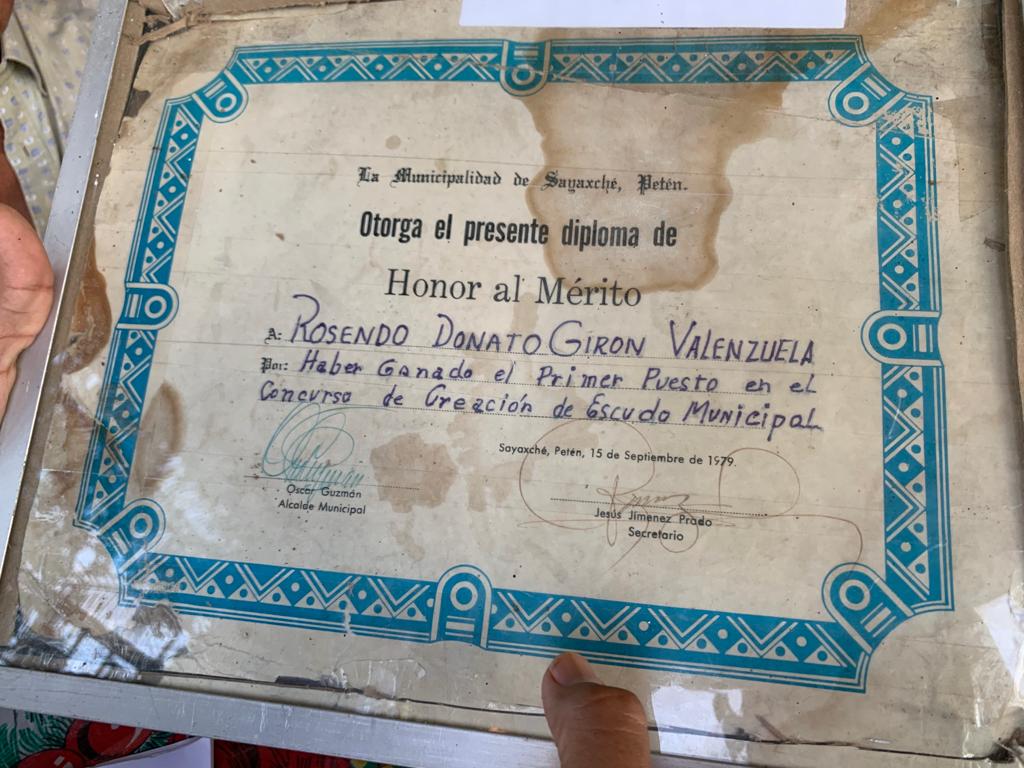 La Municipalidad de Sayaxché, Petén.
Otorga el presente diploma de
Honor al Mérito
A: ROSENDO DONATO GIRON VALENZUELA
Por: Haber Ganado el Primer Puesto en el
Concurso de Creación de Escudo Municipal
Sayaxché, Petén, 15 de Septiembre de 1979.
Oscar Guzmán
Alcalde Municipal
Jesús Jimenez Prado
Secretario